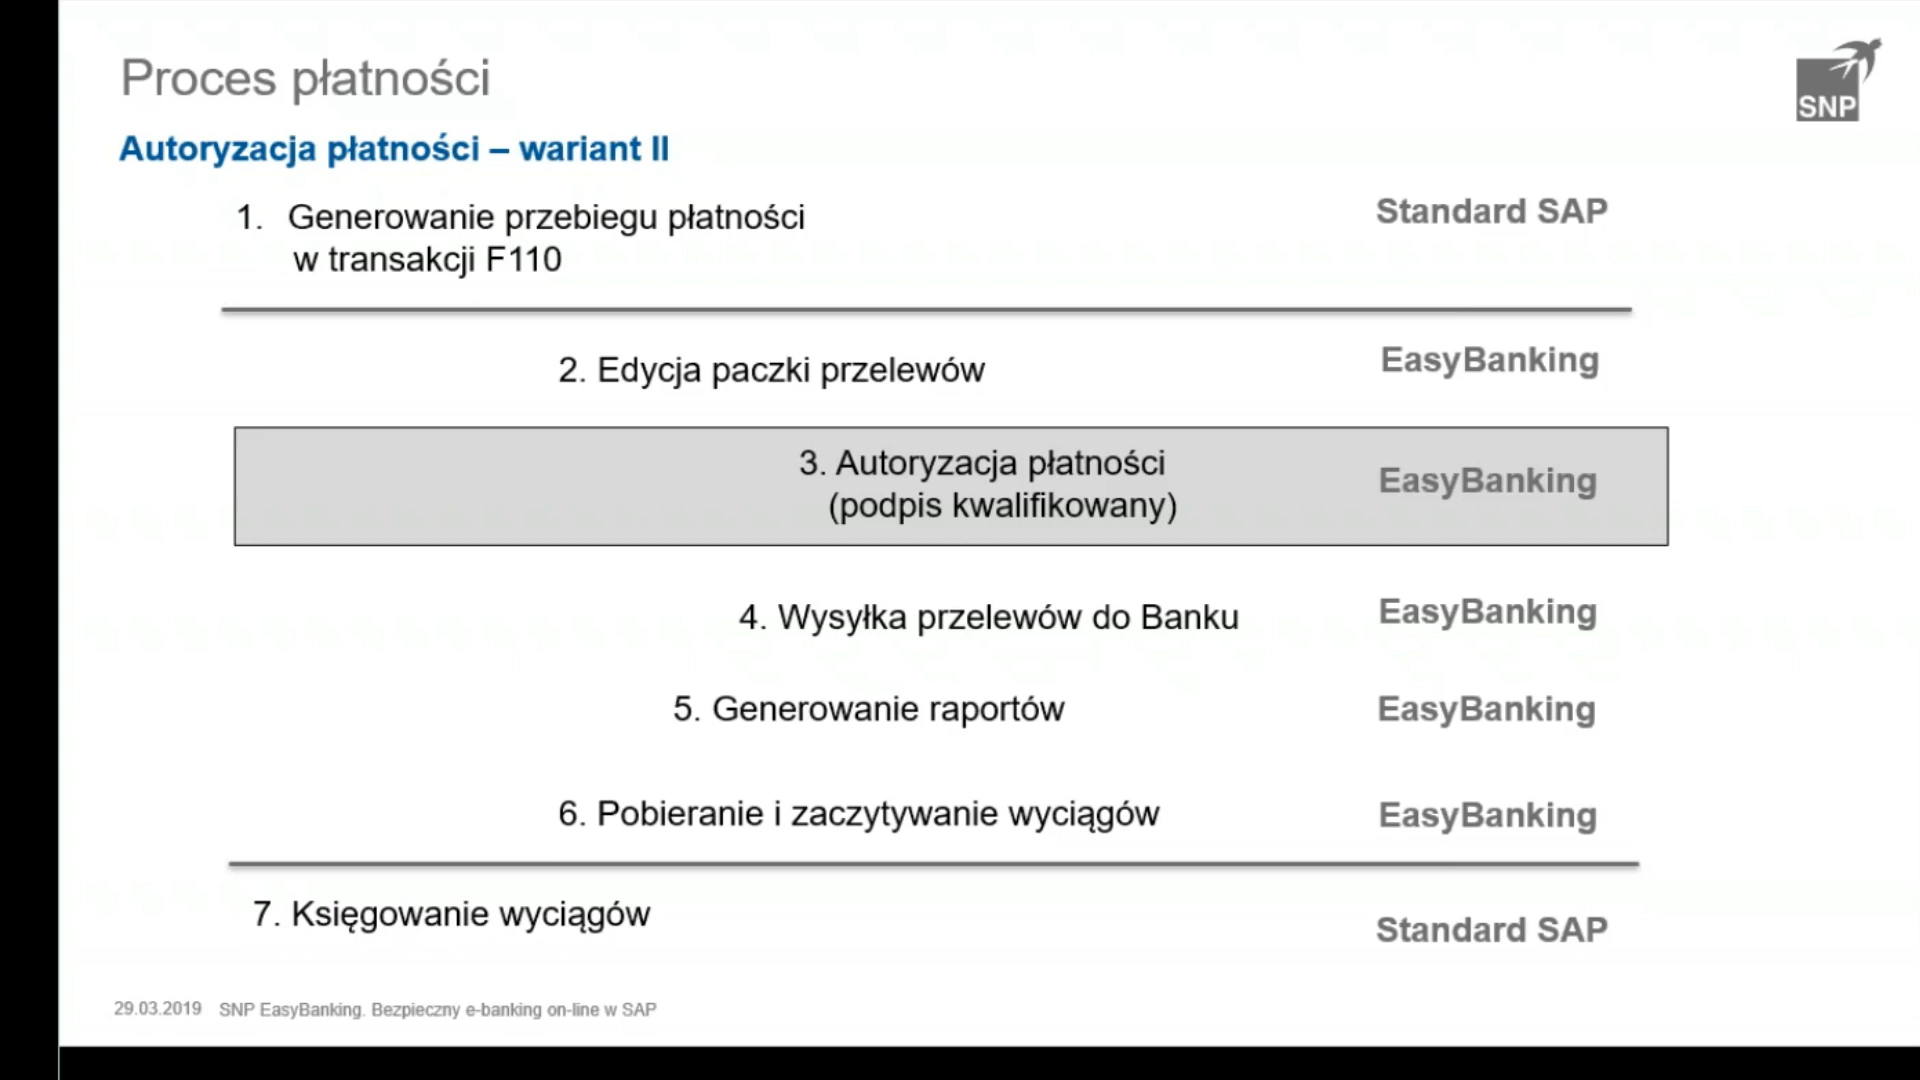 Proces płatności
SNP
Autoryzacja płatności – wariant II
1. Generowanie przebiegu płatności
w transakcji F110
Standard SAP
2. Edycja paczki przelewów
EasyBanking
3. Autoryzacja płatności
(podpis kwalifikowany)
EasyBanking
4. Wysyłka przelewów do Banku
EasyBanking
5. Generowanie raportów
EasyBanking
6. Pobieranie i zaczytywanie wyciągów
EasyBanking
7. Księgowanie wyciągów
Standard SAP
29.03.2019 SNP EasyBanking. Bezpieczny e-banking on-line w SAP